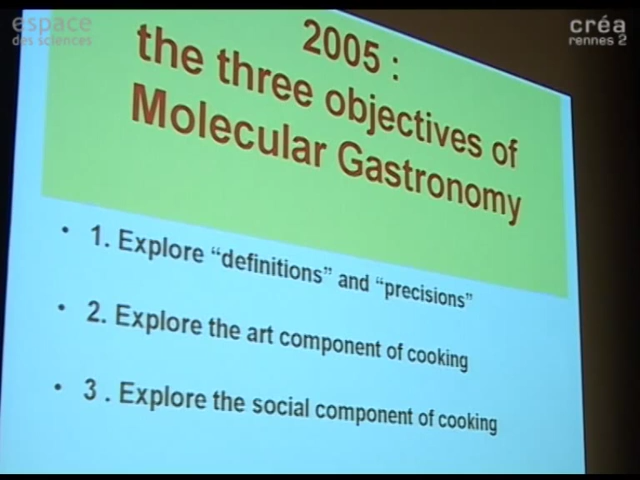 espace
des sciences
créa
rennes 2
2005 :
the three objectives of
Molecular Gastronomy
• 1. Explore “definitions” and “precisions”
• 2. Explore the art component of cooking
• 3 . Explore the social component of cooking